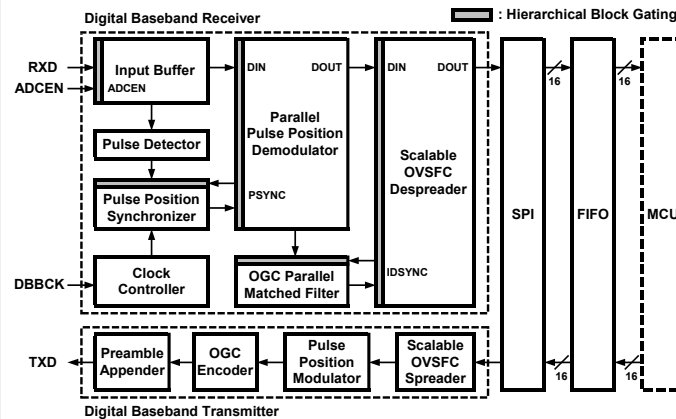 Digital Baseband Receiver
: Hierarchical Block Gating
RXD
ADCEN
Input Buffer
ADCEN
DIN
DOUT
DIN
DOUT
16
16
Parallel
Pulse Position
Demodulator
Pulse Detector
Scalable
OVSFC
Despreader
PSYNC
Pulse Position
Synchronizer
SPI
FIFO
MCU
DBBCK
Clock
Controller
OGC Parallel
Matched Filter
IDSYNC
TXD
Preamble
Appender
OGC
Encoder
Pulse
Position
Modulator
Scalable
OVSFC
Spreader
16
16
Digital Baseband Transmitter